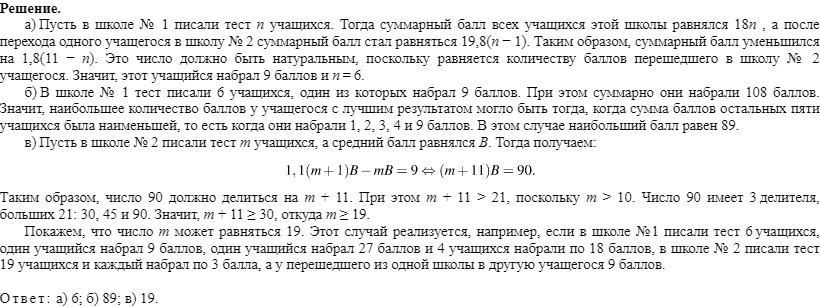 Решение.
а) Пусть в школе № 1 писали тест n учащихся. Тогда суммарный балл всех учащихся этой школы равнялся 18n , а после
перехода одного учащегося в школу № 2 суммарный балл стал равняться 19,8(n − 1). Таким образом, суммарный балл уменьшился
на 1,8(11 − n). Это число должно быть натуральным, поскольку равняется количеству баллов перешедшего в школу № 2
учащегося. Значит, этот учащийся набрал 9 баллов и n = 6.
б) В школе № 1 тест писали 6 учащихся, один из которых набрал 9 баллов. При этом суммарно они набрали 108 баллов.
Значит, наибольшее количество баллов у учащегося с лучшим результатом могло быть тогда, когда сумма баллов остальных пяти
учащихся была наименьшей, то есть когда они набрали 1, 2, 3, 4 и 9 баллов. В этом случае наибольший балл равен 89.
в) Пусть в школе № 2 писали тест m учащихся, а средний балл равнялся B. Тогда получаем:
1,1(m + 1)B − mB = 9 ⇔ (m + 11)B = 90.
Таким образом, число 90 должно делиться на m + 11. При этом m + 11 > 21, поскольку m > 10. Число 90 имеет 3 делителя,
больших 21: 30, 45 и 90. Значит, m + 11 ≥ 30, откуда m ≥ 19.
Покажем, что число m может равняться 19. Этот случай реализуется, например, если в школе №1 писали тест 6 учащихся,
один учащийся набрал 9 баллов, один учащийся набрал 27 баллов и 4 учащихся набрали по 18 баллов, в школе № 2 писали тест
19 учащихся и каждый набрал по 3 балла, а у перешедшего из одной школы в другую учащегося 9 баллов.
Ответ: а) 6; б) 89; в) 19.